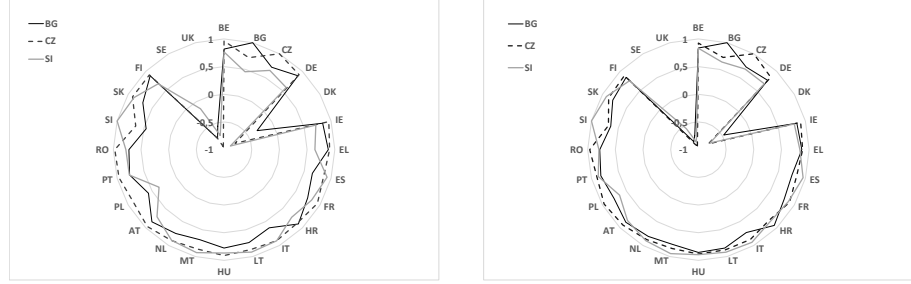 BG
CZ
SI
BE
BG
CZ
DE
DK
IE
EL
ES
FR
HR
IT
LT
HU
MT
NL
AT
PL
PT
RO
SI
SK
FI
SE
UK
1
0,5
0
-0,5
-1
BG
CZ
SI
BE
BG
CZ
DE
DK
IE
EL
ES
FR
HR
IT
LT
HU
MT
NL
AT
PL
PT
RO
SI
SK
FI
SE
UK
1
0,5
0
-0,5
-1